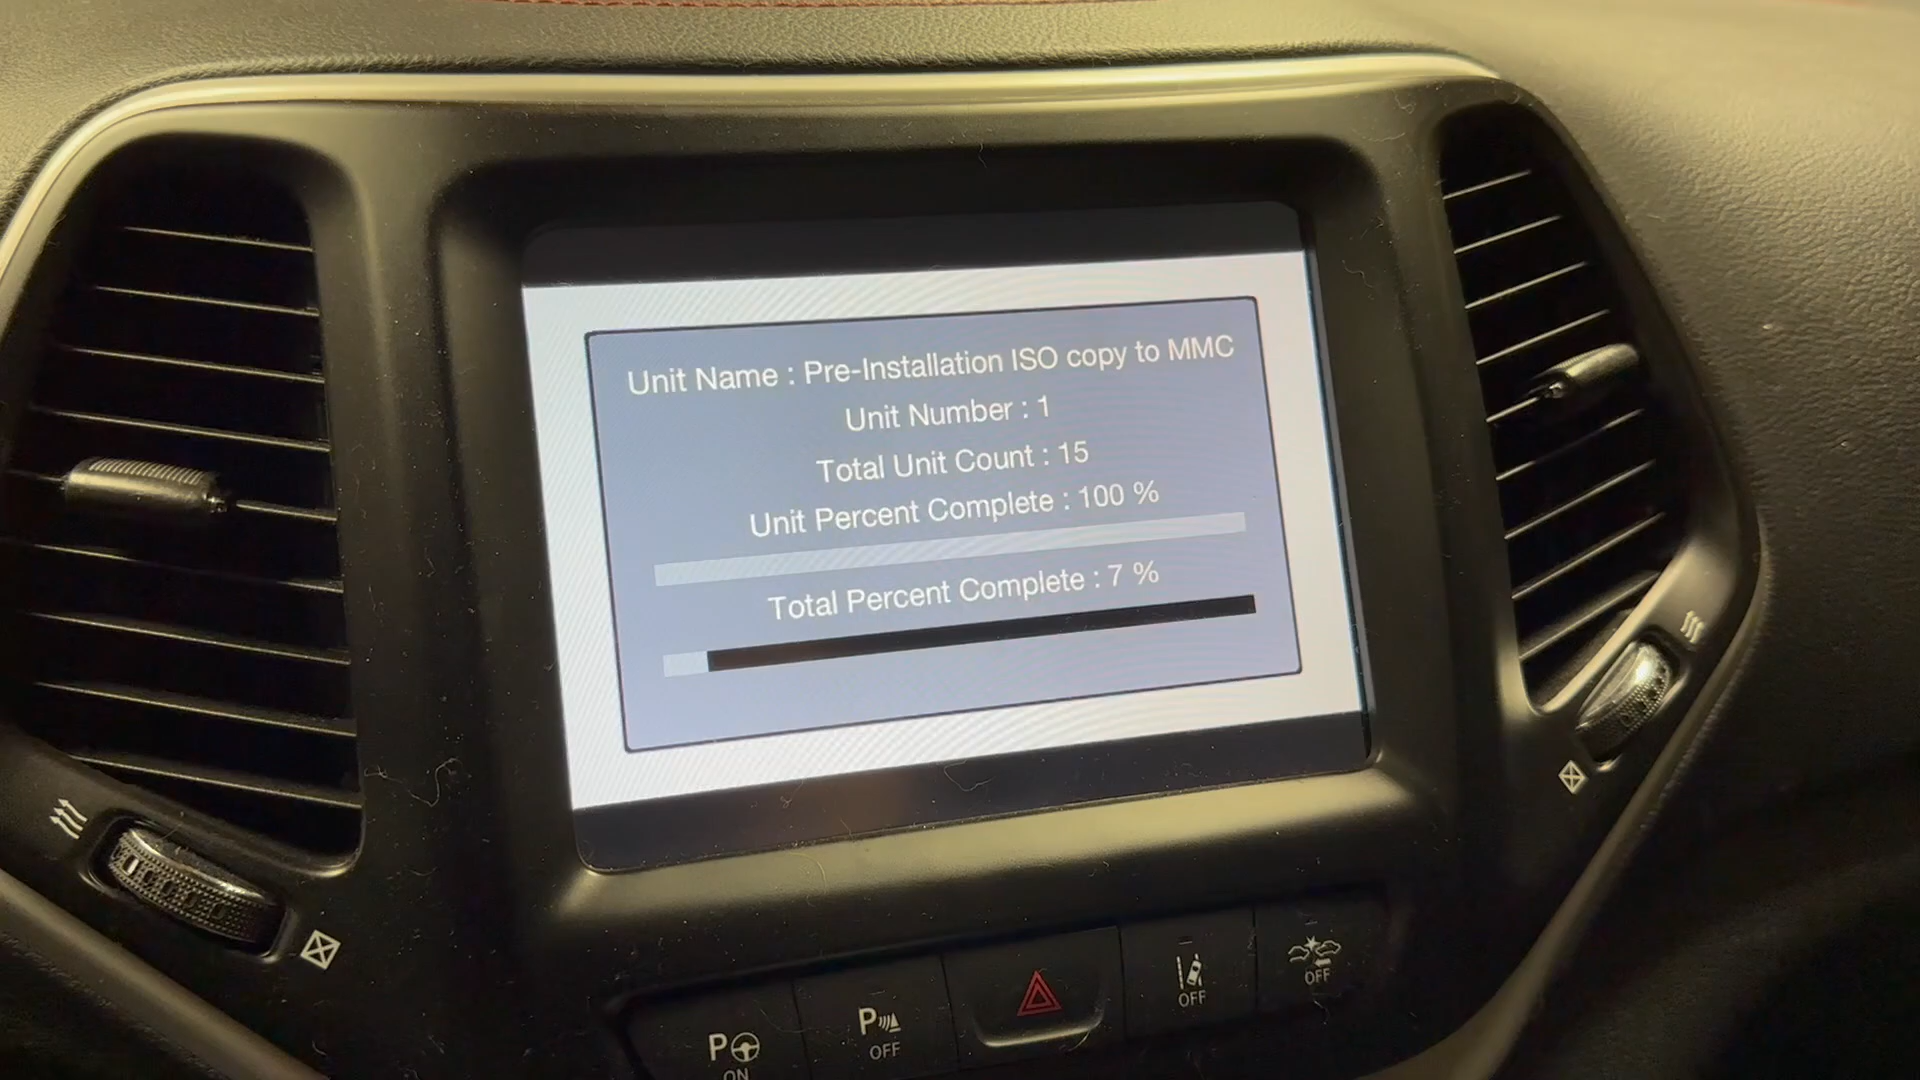 Unit Name : Pre-Installation ISO copy to MMC
Unit Number : 1
Total Unit Count : 15
Unit Percent Complete : 100 %
Total Percent Complete : 7 %
P ON
P OFF
OFF
OFF